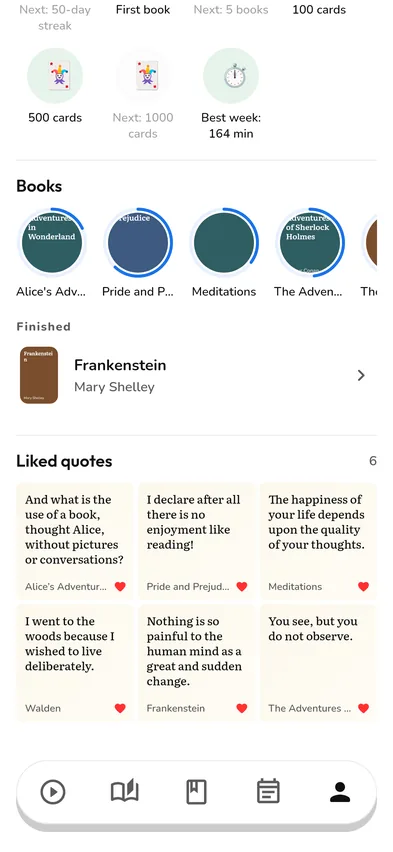 Next: 50-day
streak
First book
Next: 5 books
100 cards
500 cards
Next: 1000
cards
Best week:
164 min
Books
in
Wonderland
of Sherlock
Holmes
Alice's Adv...
Pride and P...
Meditations
The Adven...
Finished
Frankenstei
n
Mary Shelley
Frankenstein
Mary Shelley
Liked quotes
6
And what is the
use of a book,
thought Alice,
without pictures
or conversations?
Alice's Adventur...
I declare after all
there is no
enjoyment like
reading!
Pride and Prejud...
The happiness of
your life depends
upon the quality
of your thoughts.
Meditations
I went to the
woods because I
wished to live
deliberately.
Walden
Nothing is so
painful to the
human mind as a
great and sudden
change.
Frankenstein
You see, but you
do not observe.
The Adventures ...